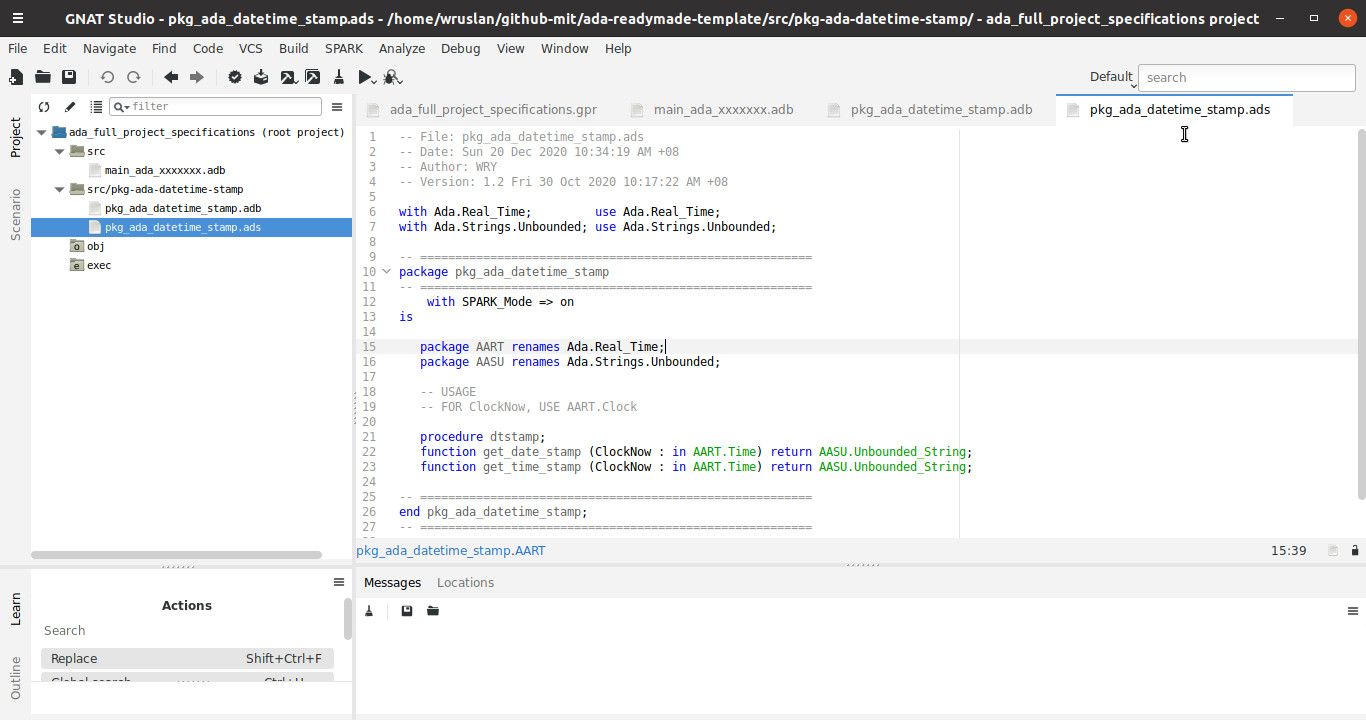 GNAT Studio - pkg_ada_datetime_stamp.ads - /home/wruslan/github-mit/ada-readymade-template/src/pkg-ada-datetime-stamp/ - ada_full_project_specifications project
File Edit Navigate Find Code VCS Build SPARK Analyze Debug View Window Help
Default search
Project
Scenario
filter
ada_full_project_specifications (root project)
src
main_ada_xxxxxxx.adb
src/pkg-ada-datetime-stamp
pkg_ada_datetime_stamp.adb
pkg_ada_datetime_stamp.ads
obj
exec
ada_full_project_specifications.gpr main_ada_xxxxxxx.adb pkg_ada_datetime_stamp.adb pkg_ada_datetime_stamp.ads
1 -- File: pkg_ada_datetime_stamp.ads
2 -- Date: Sun 20 Dec 2020 10:34:19 AM +08
3 -- Author: WRY
4 -- Version: 1.2 Fri 30 Oct 2020 10:17:22 AM +08
5
6 with Ada.Real_Time;         use Ada.Real_Time;
7 with Ada.Strings.Unbounded; use Ada.Strings.Unbounded;
8
9 -- ========================================================
10 package pkg_ada_datetime_stamp
11 -- ========================================================
12     with SPARK_Mode => on
13 is
14
15    package AART renames Ada.Real_Time;
16    package AASU renames Ada.Strings.Unbounded;
17
18    -- USAGE
19    -- FOR ClockNow, USE AART.Clock
20
21    procedure dtstamp;
22    function get_date_stamp (ClockNow : in AART.Time) return AASU.Unbounded_String;
23    function get_time_stamp (ClockNow : in AART.Time) return AASU.Unbounded_String;
24
25 -- ========================================================
26 end pkg_ada_datetime_stamp;
27 -- ========================================================
pkg_ada_datetime_stamp.AART 15:39
Learn
Outline
Actions
Search
Replace Shift+Ctrl+F
Global search
Messages Locations